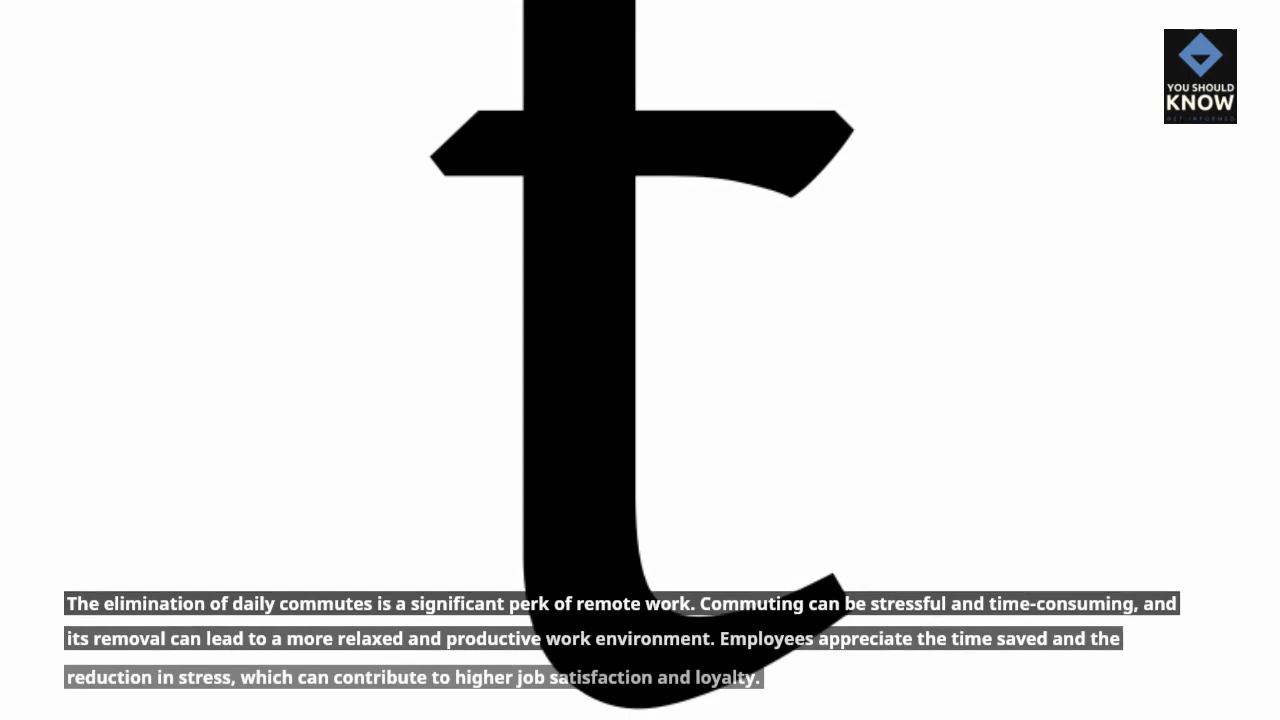 t
YOU SHOULD
KNOW
GET INFORMED
The elimination of daily commutes is a significant perk of remote work. Commuting can be stressful and time-consuming, and
its removal can lead to a more relaxed and productive work environment. Employees appreciate the time saved and the
reduction in stress, which can contribute to higher job satisfaction and loyalty.